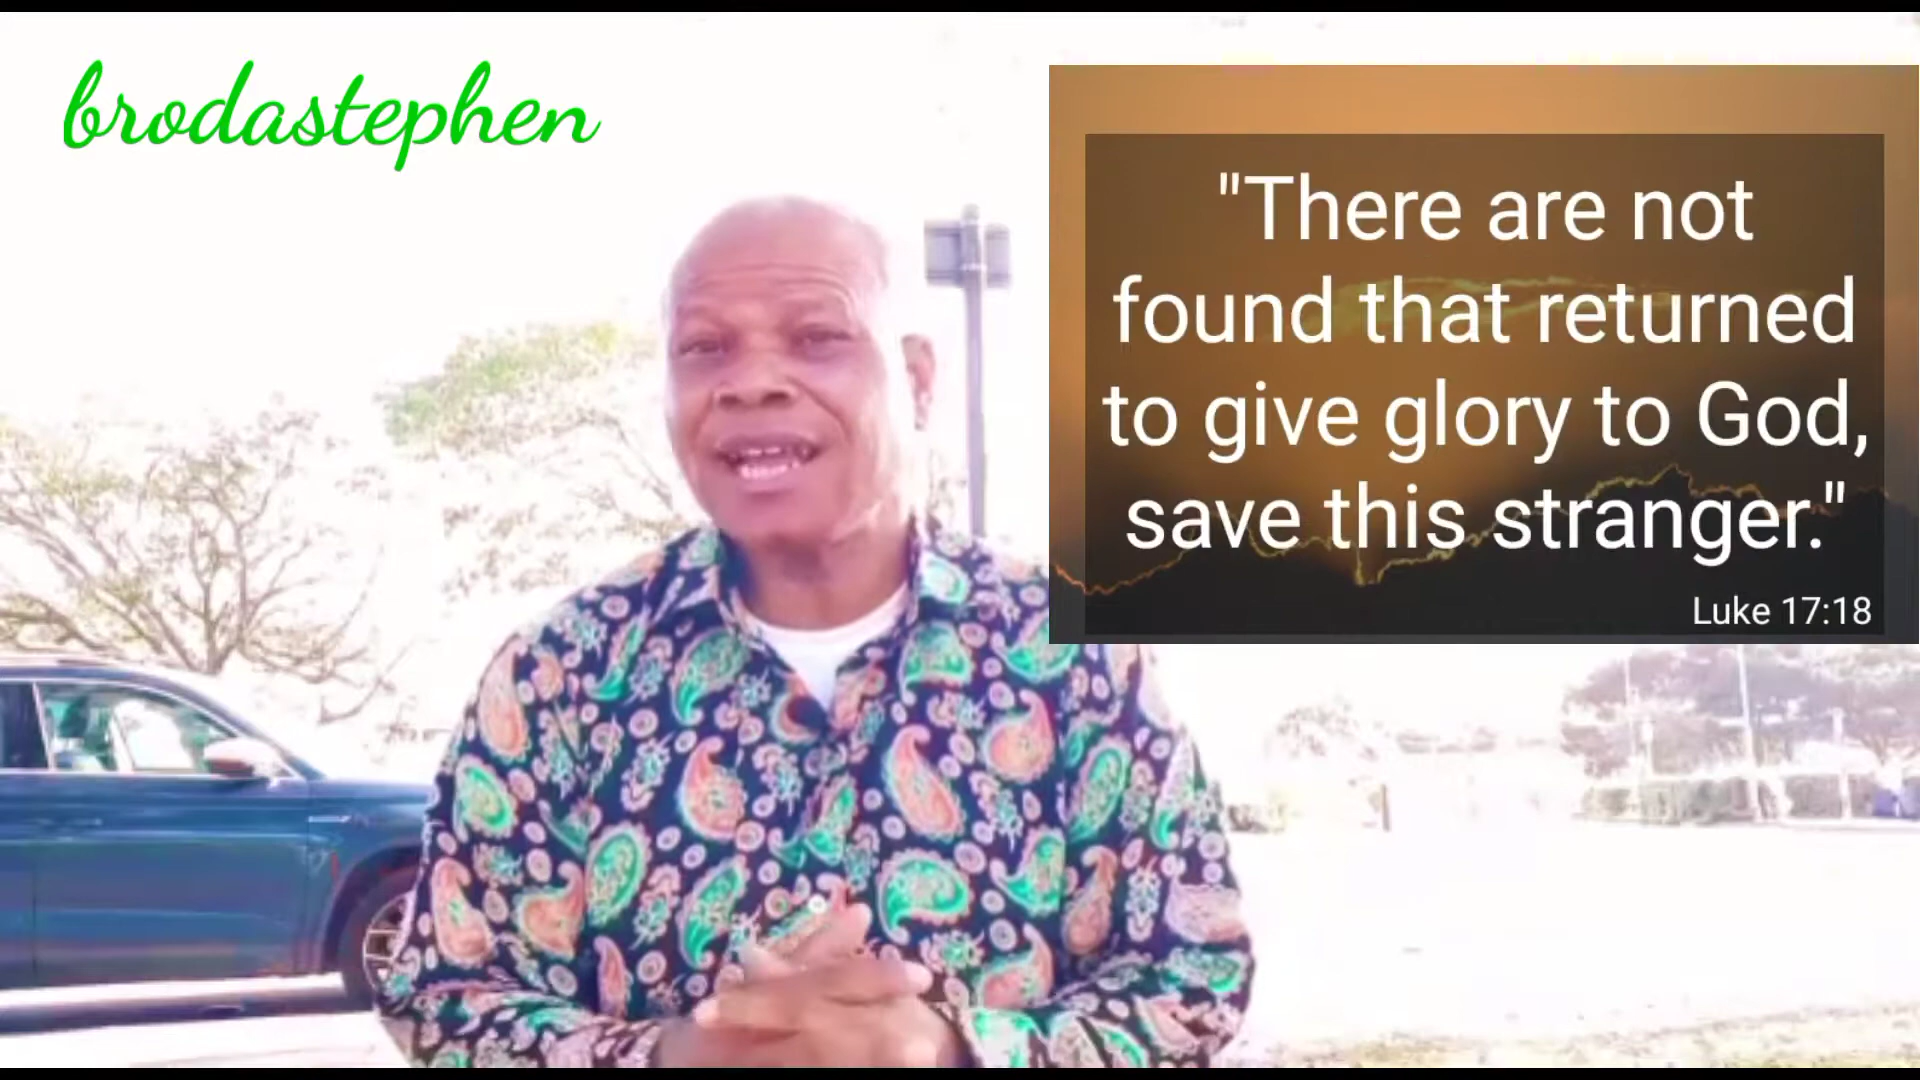 brodastephen
"There are not
found that returned
to give glory to God,
save this stranger."
Luke 17:18